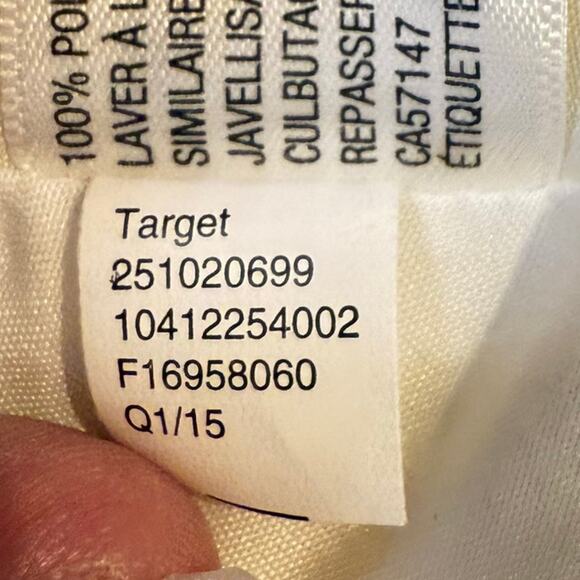 100%
LAVER À
SIMILAIRE
CA57147
REPASSER
ÉTIQUETTE
Target
251020699
10412254002
F16958060
Q1/15